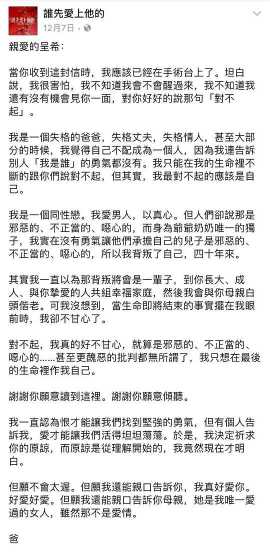 誰先愛上他的
12月7日 ·
親愛的呈希：
當你收到這封信時，我應該已經在手術台上了。坦白
說，我很害怕，我不知道我會不會醒過來，我不知道我
還有沒有機會見你一面，對你好好的說那句「對不
起」。
我是一個失格的爸爸，失格丈夫，失格情人，甚至大部
分的時候，我覺得自己不配成為一個人，因為我連告訴
別人「我是誰」的勇氣都沒有。我只能在我的生命裡不
斷的跟你們說對不起，但其實，我最對不起的應該是自
己。
我是一個同性戀。我愛男人，以真心。但人們卻說那是
邪惡的、不正當的、噁心的，而身為爺爺奶奶唯一的獨
子，我實在沒有勇氣讓他們承擔自己的兒子是邪惡的、
不正當的、噁心的，所以我背叛了自己，四十年來。
其實我一直以為那背叛將會是一輩子，到你長大、成
人、與你摯愛的人共組幸福家庭，然後我會與你母親白
頭偕老。可我沒想到，當生命即將結束的事實擺在我眼
前時，我卻不甘心了。
對不起，我真的好不甘心，就算是邪惡的、不正當的、
噁心的......甚至更醜惡的批判都無所謂了，我只想在最後
的生命裡作我自己。
謝謝你願意讀到這裡。謝謝你願意傾聽。
我一直認為恨才能讓我們找到堅強的勇氣，但有個人告
訴我，愛才能讓我們活得坦坦蕩蕩。於是，我決定祈求
你的原諒，而原諒是從理解開始的，我竟然現在才明
白。
但願不會太遲。但願我還能親口告訴你，我真好愛你。
好愛好愛。但願我還能親口告訴你母親，她是我唯一愛
過的女人，雖然那不是愛情。
爸